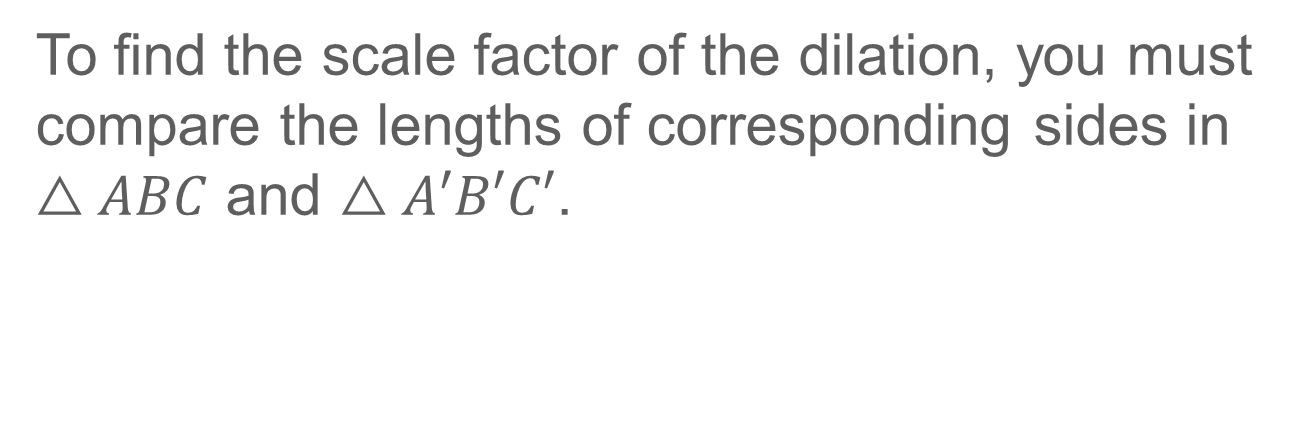 To find the scale factor of the dilation, you must
compare the lengths of corresponding sides in
△ ABC and △ A′B′C′.